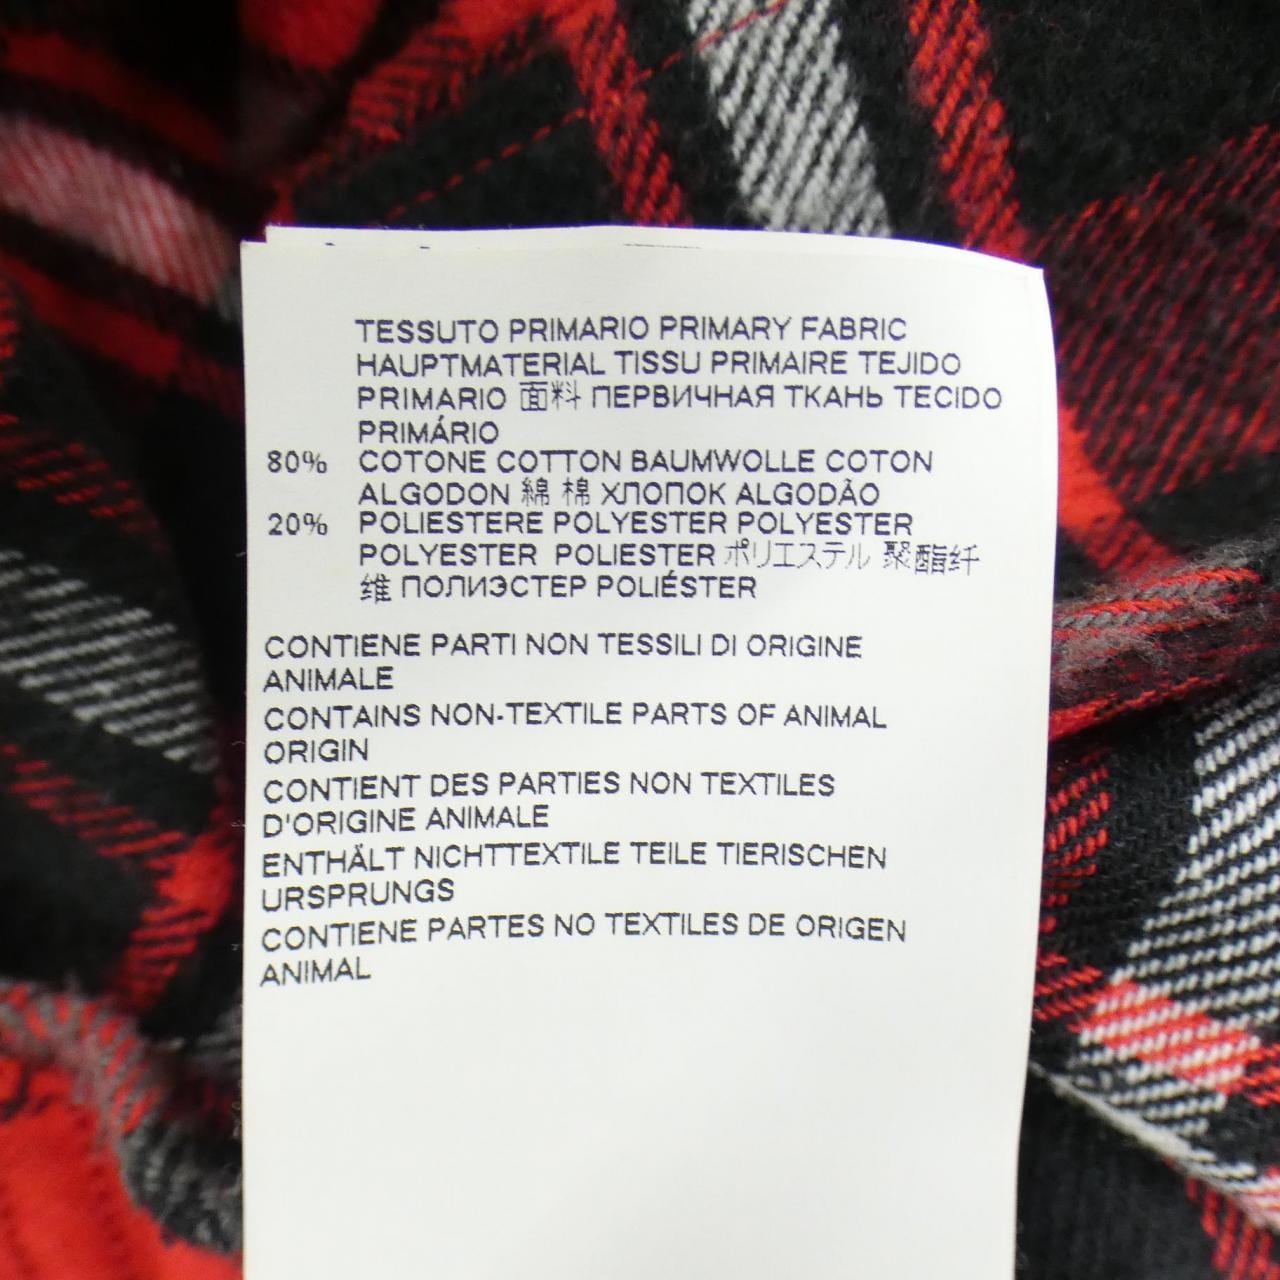 TESSUTO PRIMARIO PRIMARY FABRIC
HAUPTMATERIAL TISSU PRIMAIRE TEJIDO
PRIMARIO 面料 ПЕРВИЧНАЯ ТКАНЬ TECIDO
PRIMÁRIO
80% COTONE COTTON BAUMWOLLE COTON
ALGODON 綿 棉 ХЛОПОК ALGODÃO
20% POLIESTERE POLYESTER POLYESTER
POLYESTER POLIESTER ポリエステル 聚酯纤
维 ПОЛИЭСТЕР POLIÉSTER
CONTIENE PARTI NON TESSILI DI ORIGINE
ANIMALE
CONTAINS NON-TEXTILE PARTS OF ANIMAL
ORIGIN
CONTIENT DES PARTIES NON TEXTILES
D'ORIGINE ANIMALE
ENTHÄLT NICHTTEXTILE TEILE TIERISCHEN
URSPRUNGS
CONTIENE PARTES NO TEXTILES DE ORIGEN
ANIMAL